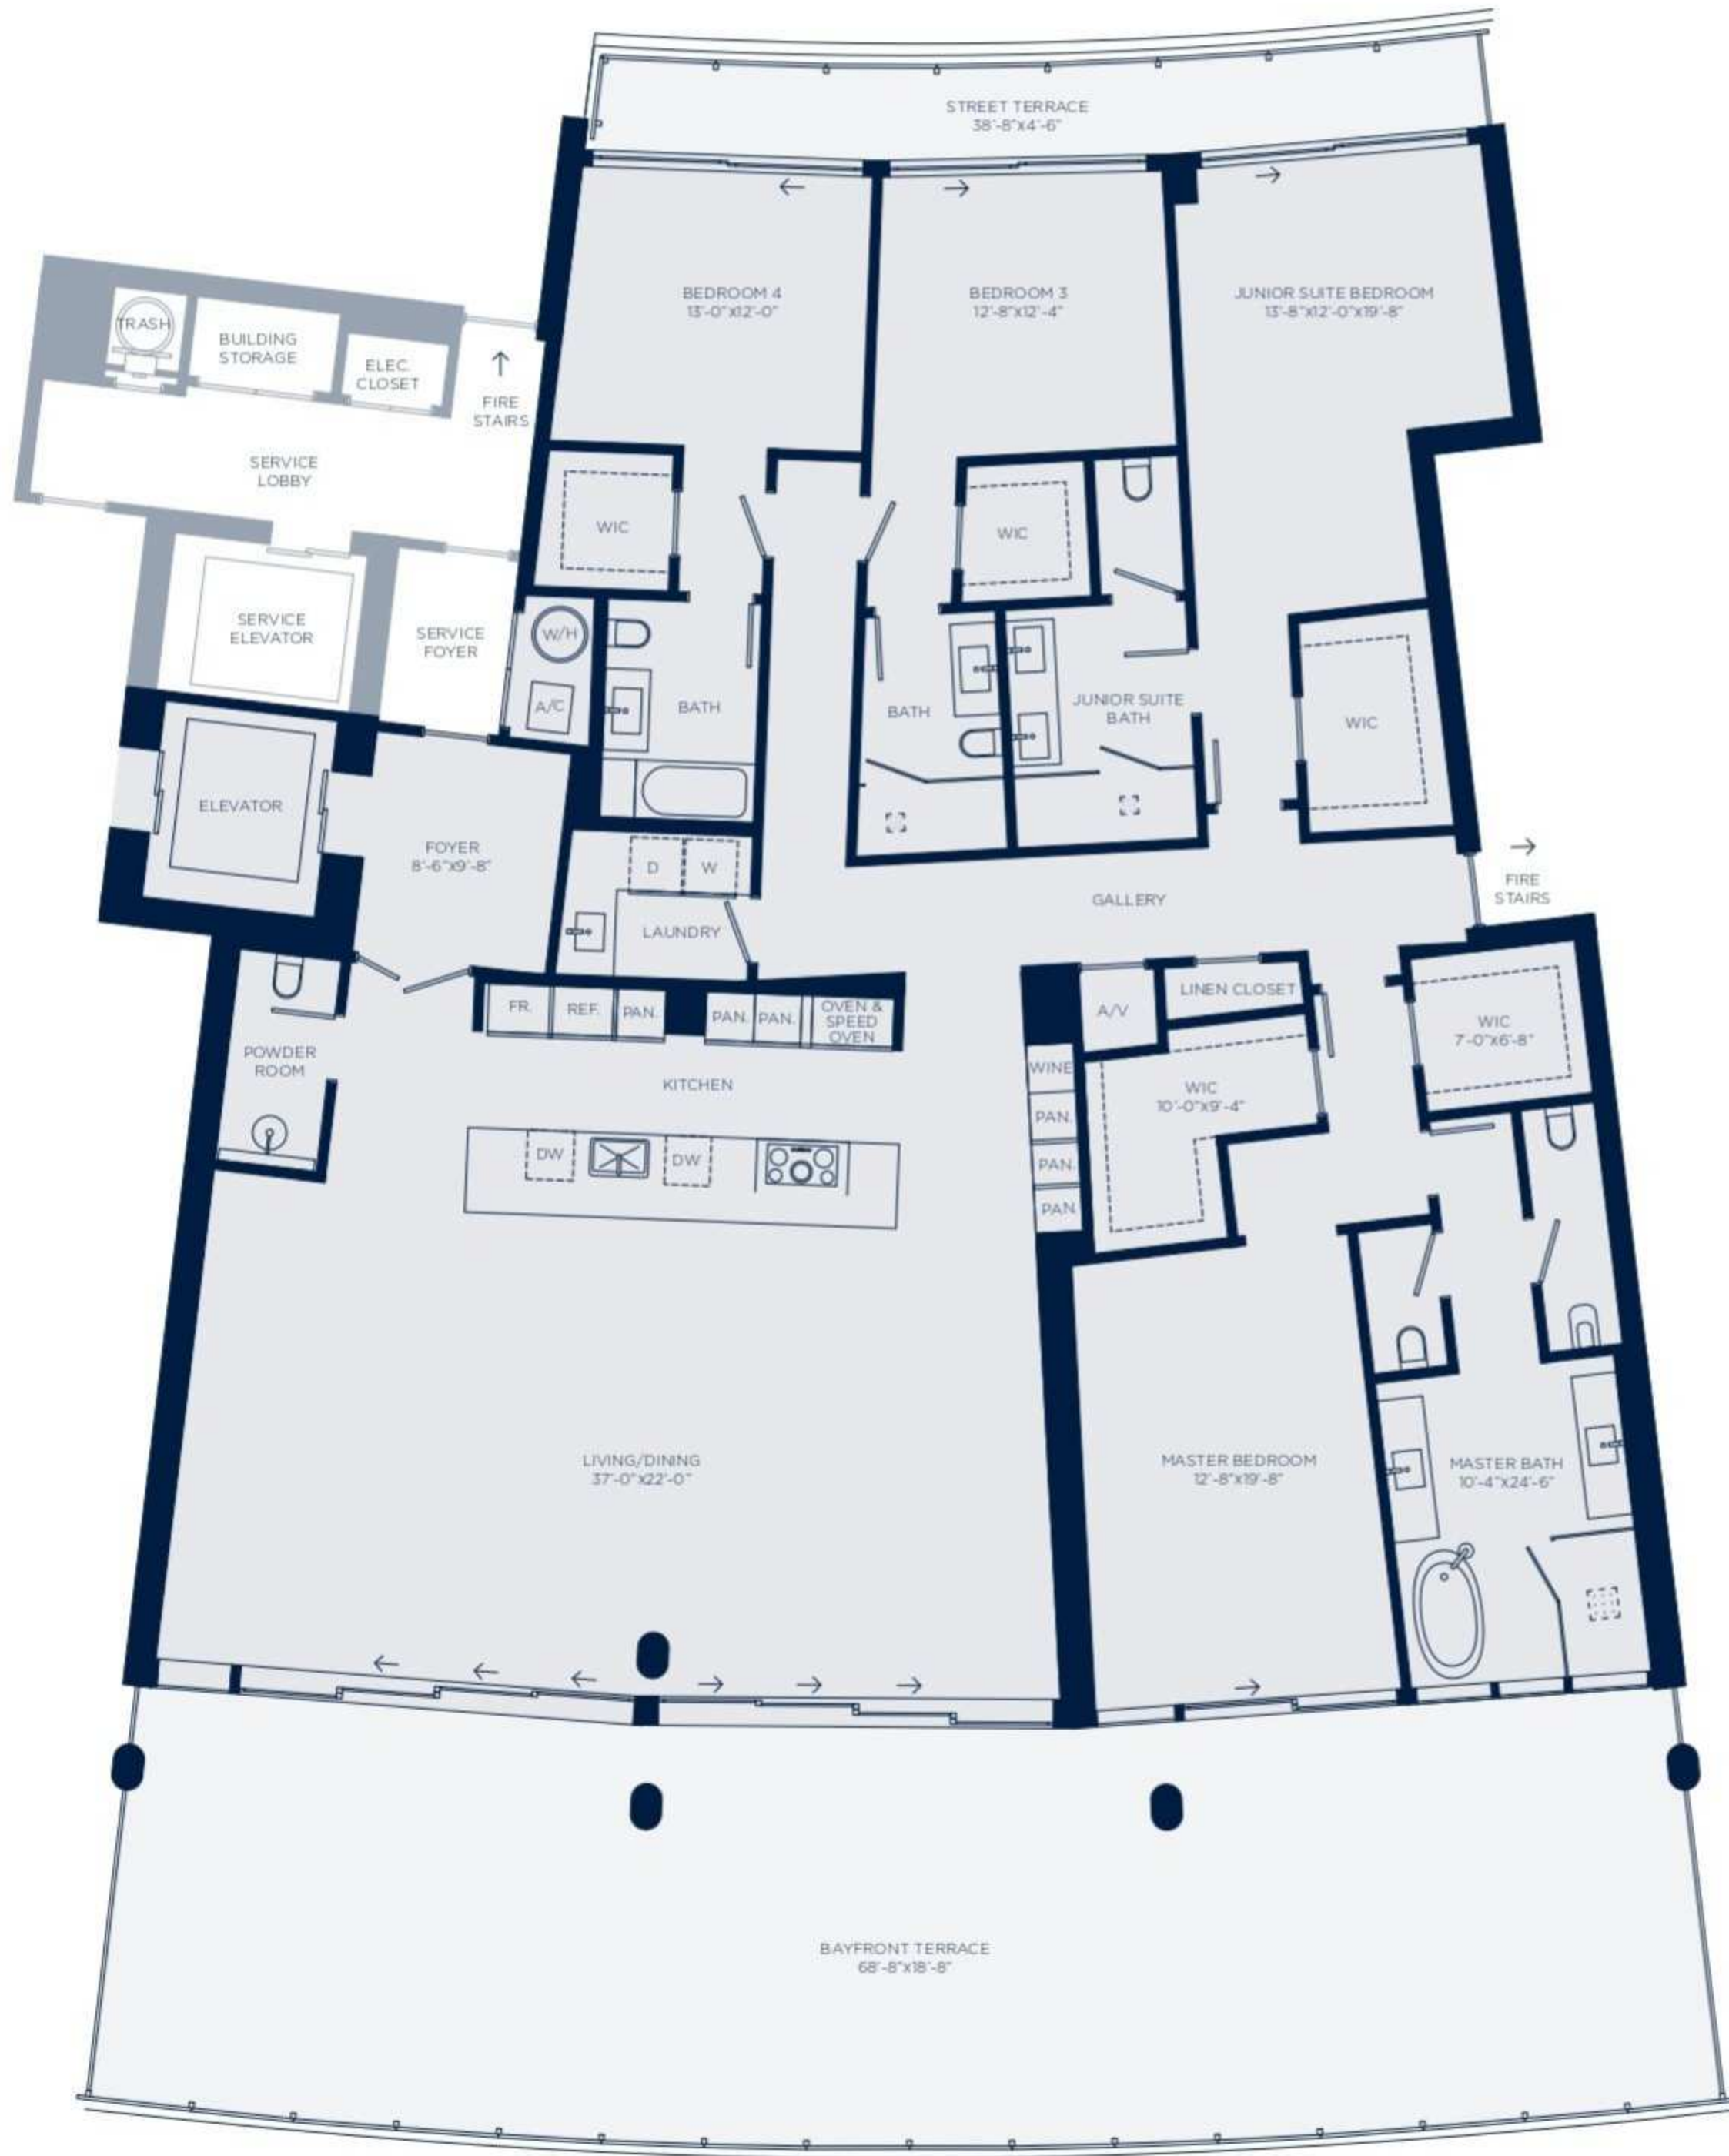 STREET TERRACE
38'-8"X4'-6"
BEDROOM 4
13'-0"X12'-0"
BEDROOM 3
12'-8"X12'-4"
JUNIOR SUITE BEDROOM
13'-8"X12'-0"X19'-8"
TRASH
BUILDING
STORAGE
ELEC.
CLOSET
FIRE
STAIRS
SERVICE
LOBBY
WIC
WIC
SERVICE
ELEVATOR
SERVICE
FOYER
W/H
A/C
BATH
BATH
JUNIOR SUITE
BATH
WIC
ELEVATOR
FOYER
8'-6"X9'-8"
D
W
LAUNDRY
GALLERY
FIRE
STAIRS
FR.
REF.
PAN.
PAN.
PAN.
OVEN &
SPEED
OVEN
A/V
LINEN CLOSET
WIC
7'-0"X6'-8"
POWDER
ROOM
KITCHEN
WINE
PAN.
PAN.
PAN.
WIC
10'-0"X9'-4"
DW
DW
LIVING/DINING
37'-0"X22'-0"
MASTER BEDROOM
12'-8"X19'-8"
MASTER BATH
10'-4"X24'-6"
BAYFRONT TERRACE
68'-8"X18'-8"